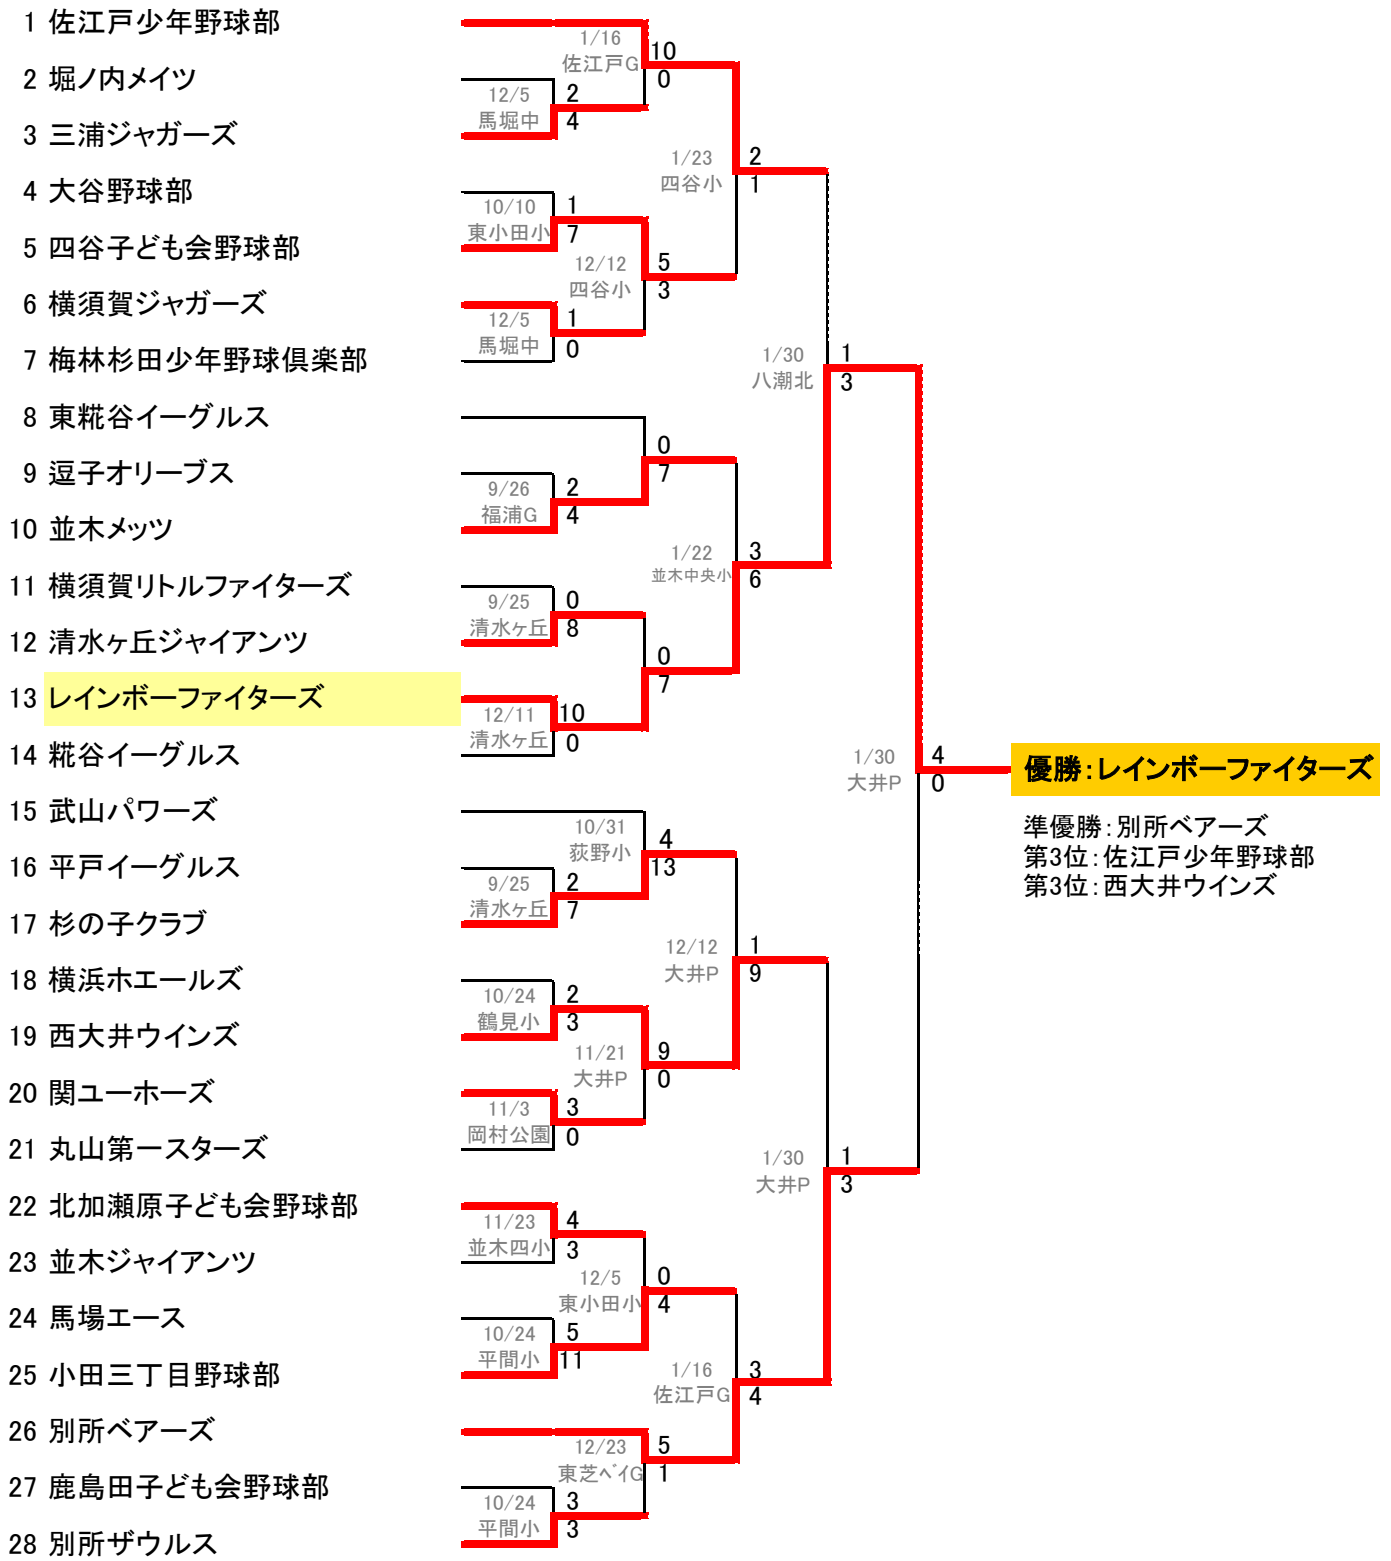 1 佐江戸少年野球部
2 堀ノ内メイツ
3 三浦ジャガーズ
4 大谷野球部
5 四谷子ども会野球部
6 横須賀ジャガーズ
7 梅林杉田少年野球倶楽部
8 東糀谷イーグルス
9 逗子オリーブス
10 並木メッツ
11 横須賀リトルファイターズ
12 清水ヶ丘ジャイアンツ
13 レインボーファイターズ
14 糀谷イーグルス
15 武山パワーズ
16 平戸イーグルス
17 杉の子クラブ
18 横浜ホエールズ
19 西大井ウインズ
20 関ユーホーズ
21 丸山第一スターズ
22 北加瀬原子ども会野球部
23 並木ジャイアンツ
24 馬場エース
25 小田三丁目野球部
26 別所ベアーズ
27 鹿島田子ども会野球部
28 別所ザウルス
12/5 2
馬堀中 4
10/10 1
東小田小 7
12/5 1
馬堀中 0
9/26 2
福浦G 4
9/25 0
清水ヶ丘 8
12/11 10
清水ヶ丘 0
9/25 2
清水ヶ丘 7
10/24 2
鶴見小 3
11/3 3
岡村公園 0
11/23 4
並木四小 3
10/24 5
平間小 11
10/24 3
平間小 3
1/16 10
佐江戸G 0
12/12 5
四谷小 3
0
7
0
7
10/31 4
荻野小 13
11/21 9
大井P 0
12/5 0
東小田小 4
12/23 5
東芝ベイG 1
1/23 2
四谷小 1
1/22 3
並木中央小 6
12/12 1
大井P 9
1/16 3
佐江戸G 4
1/30 1
八潮北 3
1/30 1
大井P 3
1/30 4
大井P 0
優勝：レインボーファイターズ
準優勝：別所ベアーズ
第3位：佐江戸少年野球部
第3位：西大井ウインズ